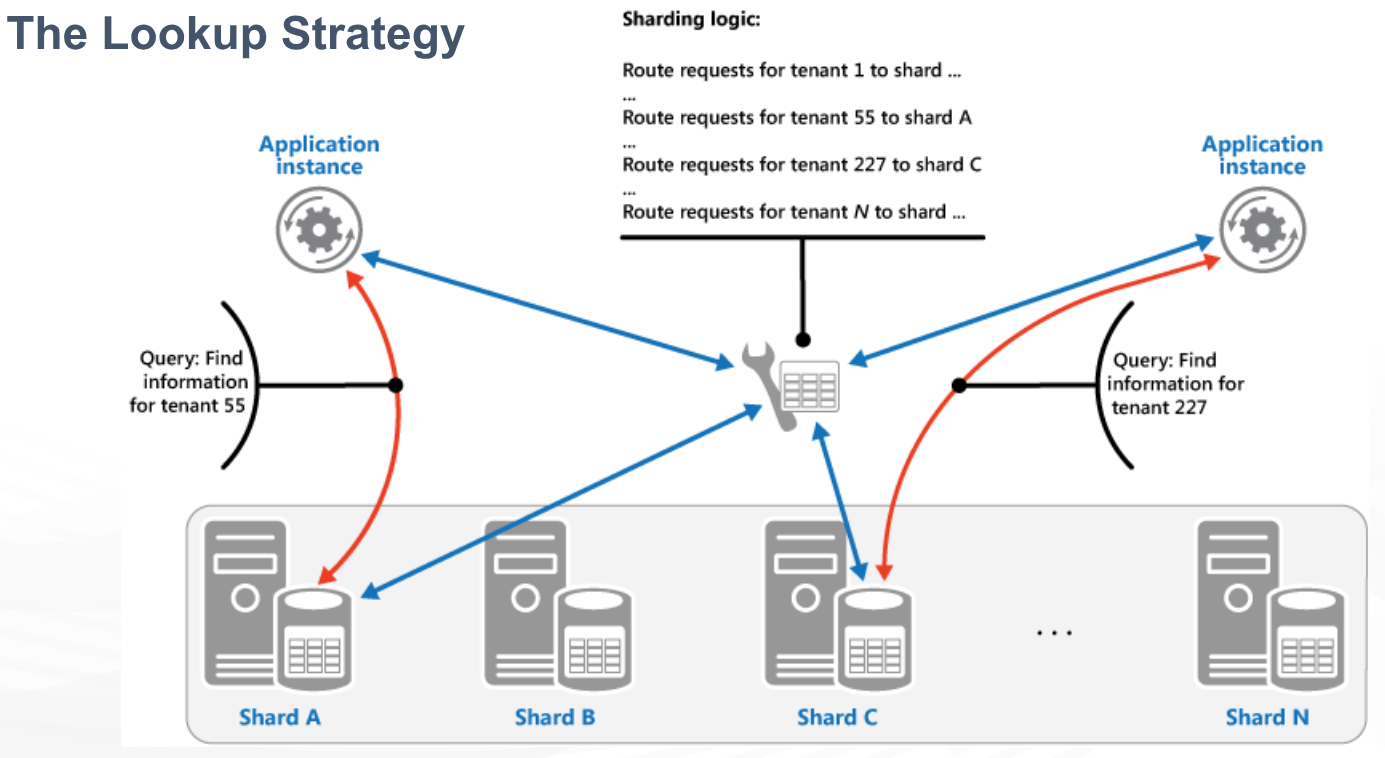 The Lookup Strategy
Sharding logic:
Route requests for tenant 1 to shard ...
...
Route requests for tenant 55 to shard A
...
Route requests for tenant 227 to shard C
...
Route requests for tenant N to shard ...
Application
instance
Application
instance
Query: Find
information
for tenant 55
Query: Find
information for
tenant 227
...
Shard A
Shard B
Shard C
Shard N